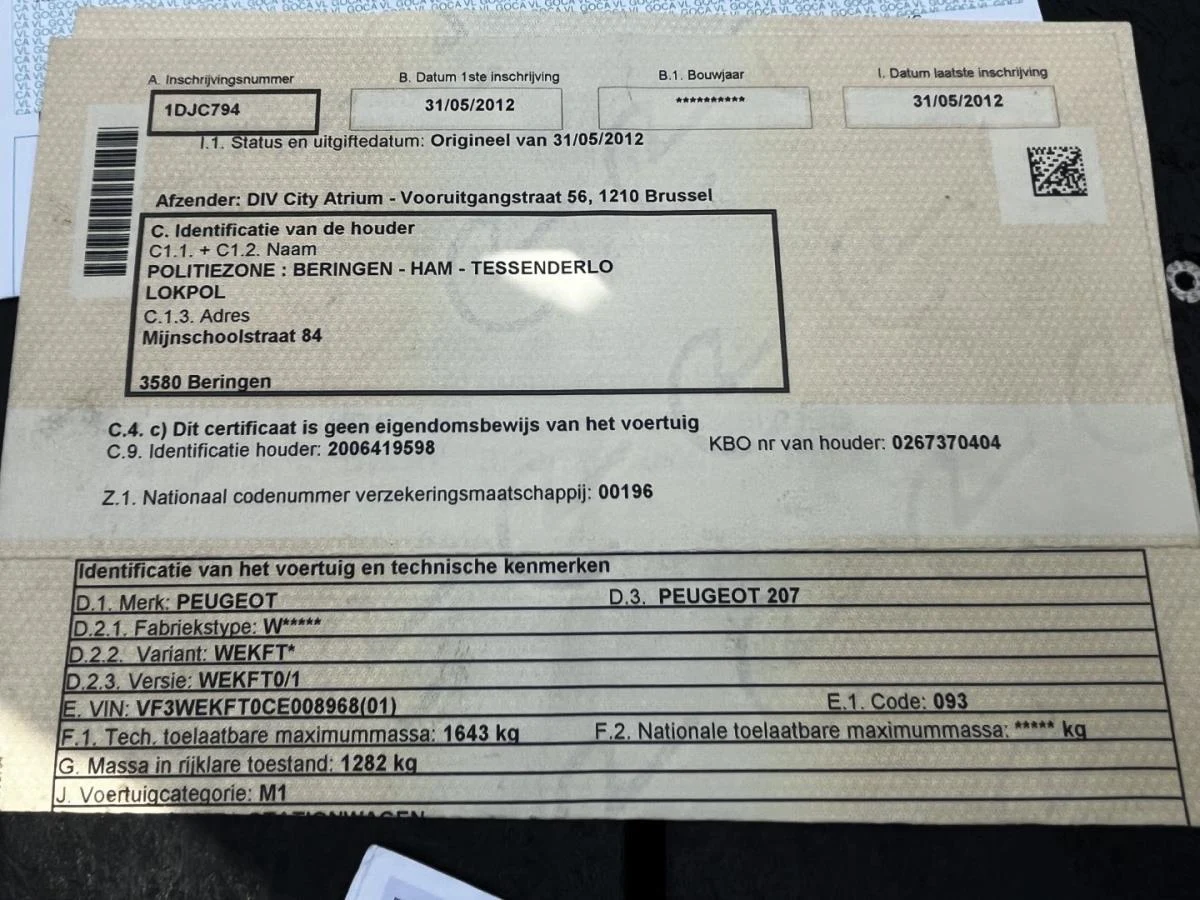 A. Inschrijvingsnummer B. Datum 1ste inschrijving B.1. Bouwjaar I. Datum laatste inschrijving
1DJC794 31/05/2012 ********** 31/05/2012
I.1. Status en uitgiftedatum: Origineel van 31/05/2012
Afzender: DIV City Atrium - Vooruitgangstraat 56, 1210 Brussel
C. Identificatie van de houder
C1.1. + C1.2. Naam
POLITIEZONE : BERINGEN - HAM - TESSENDERLO
LOKPOL
C.1.3. Adres
Mijnschoolstraat 84
3580 Beringen
C.4. c) Dit certificaat is geen eigendomsbewijs van het voertuig
C.9. Identificatie houder: 2006419598 KBO nr van houder: 0267370404
Z.1. Nationaal codenummer verzekeringsmaatschappij: 00196
Identificatie van het voertuig en technische kenmerken
D.1. Merk: PEUGEOT D.3. PEUGEOT 207
D.2.1. Fabriekstype: W*****
D.2.2. Variant: WEKFT*
D.2.3. Versie: WEKFT0/1
E. VIN: VF3WEKFT0CE008968(01) E.1. Code: 093
F.1. Tech. toelaatbare maximummassa: 1643 kg F.2. Nationale toelaatbare maximummassa: ***** kg
G. Massa in rijklare toestand: 1282 kg
J. Voertuigcategorie: M1
STATIONWAGEN